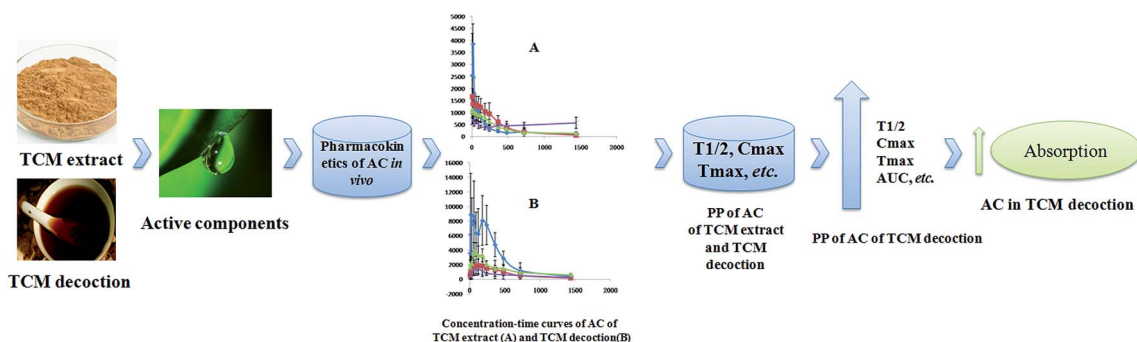 TCM extract
TCM decoction
Active components
Pharmacokin
etics of AC in
vivo
5000
4500
4000
3500
3000
2500
2000
1500
1000
500
0
0
500
1000
1500
2000
A
16000
14000
12000
10000
8000
6000
4000
2000
0
-2000
0
500
1000
1500
2000
B
Concentration-time curves of AC of
TCM extract (A) and TCM decoction(B)
T1/2, Cmax
Tmax, etc.
PP of AC
of TCM extract
and TCM
decoction
T1/2
Cmax
Tmax
AUC, etc.
PP of AC of TCM decoction
Absorption
AC in TCM decoction